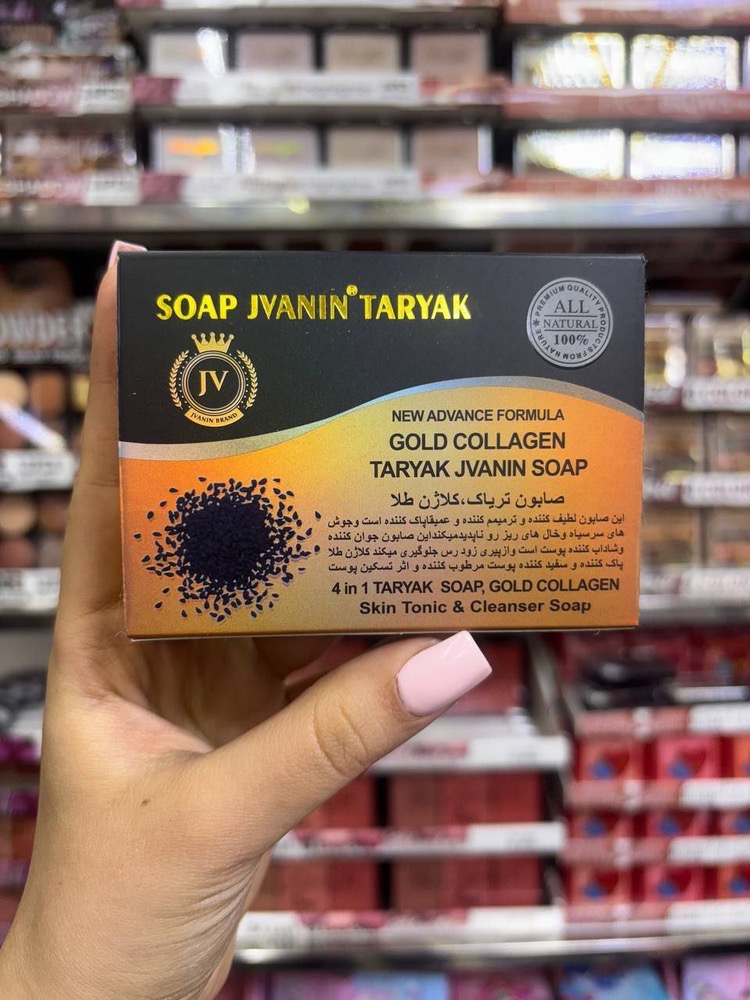 SOAP JVANIN® TARYAK
PREMIUM QUALITY
ALL
NATURAL
100%
PRODUCTS FROM NATURE
JV
JVANIN BRAND
NEW ADVANCE FORMULA
GOLD COLLAGEN
TARYAK JVANIN SOAP
صابون تریاک،کلاژن طلا
این صابون لطیف کننده و ترمیم کننده و عمیقاپاک کننده است وجوش
های سرسیاه وخال های ریز رو ناپدیدمیکنداین صابون جوان کننده
وشاداب کننده پوست است وازپیری زود رس جلوگیری میکند کلاژن طلا
پاک کننده و سفید کننده پوست مرطوب کننده و اثر تسکین پوست
4 in 1 TARYAK SOAP, GOLD COLLAGEN
Skin Tonic & Cleanser Soap